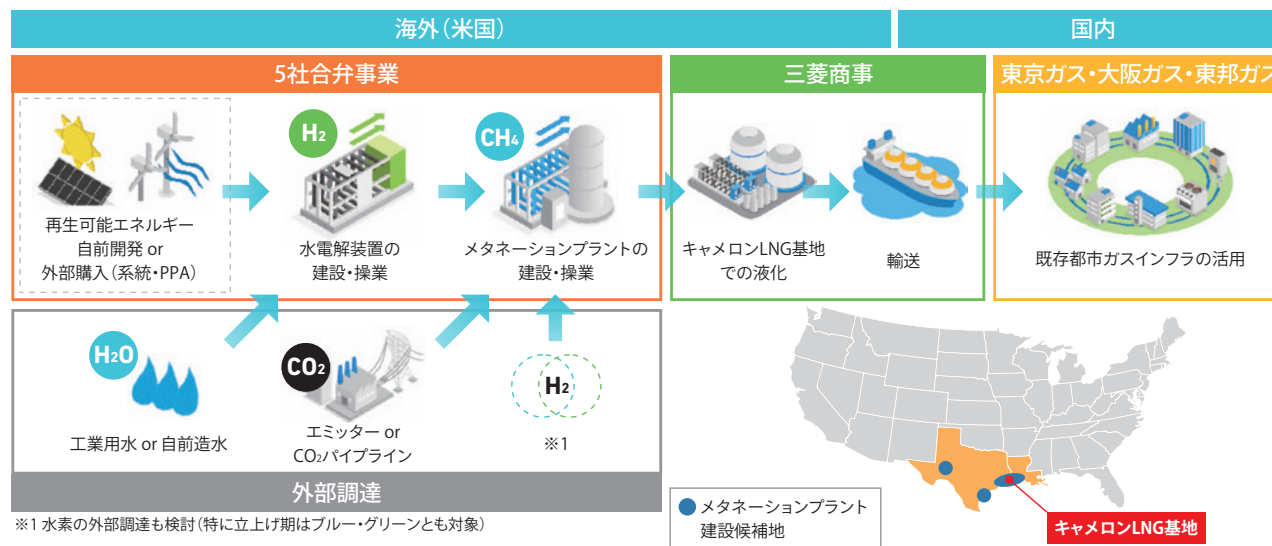 海外（米国）
国内
5社合弁事業
三菱商事
東京ガス・大阪ガス・東邦ガス
再生可能エネルギー
自前開発 or
外部購入（系統・PPA）
H₂
水電解装置の
建設・操業
CH₄
メタネーションプラントの
建設・操業
キャメロンLNG基地
での液化
輸送
既存都市ガスインフラの活用
H₂O
工業用水 or 自前造水
CO₂
エミッター or
CO₂パイプライン
H₂
※1
外部調達
※1 水素の外部調達も検討（特に立上げ期はブルー・グリーンとも対象）
メタネーションプラント
建設候補地
キャメロンLNG基地